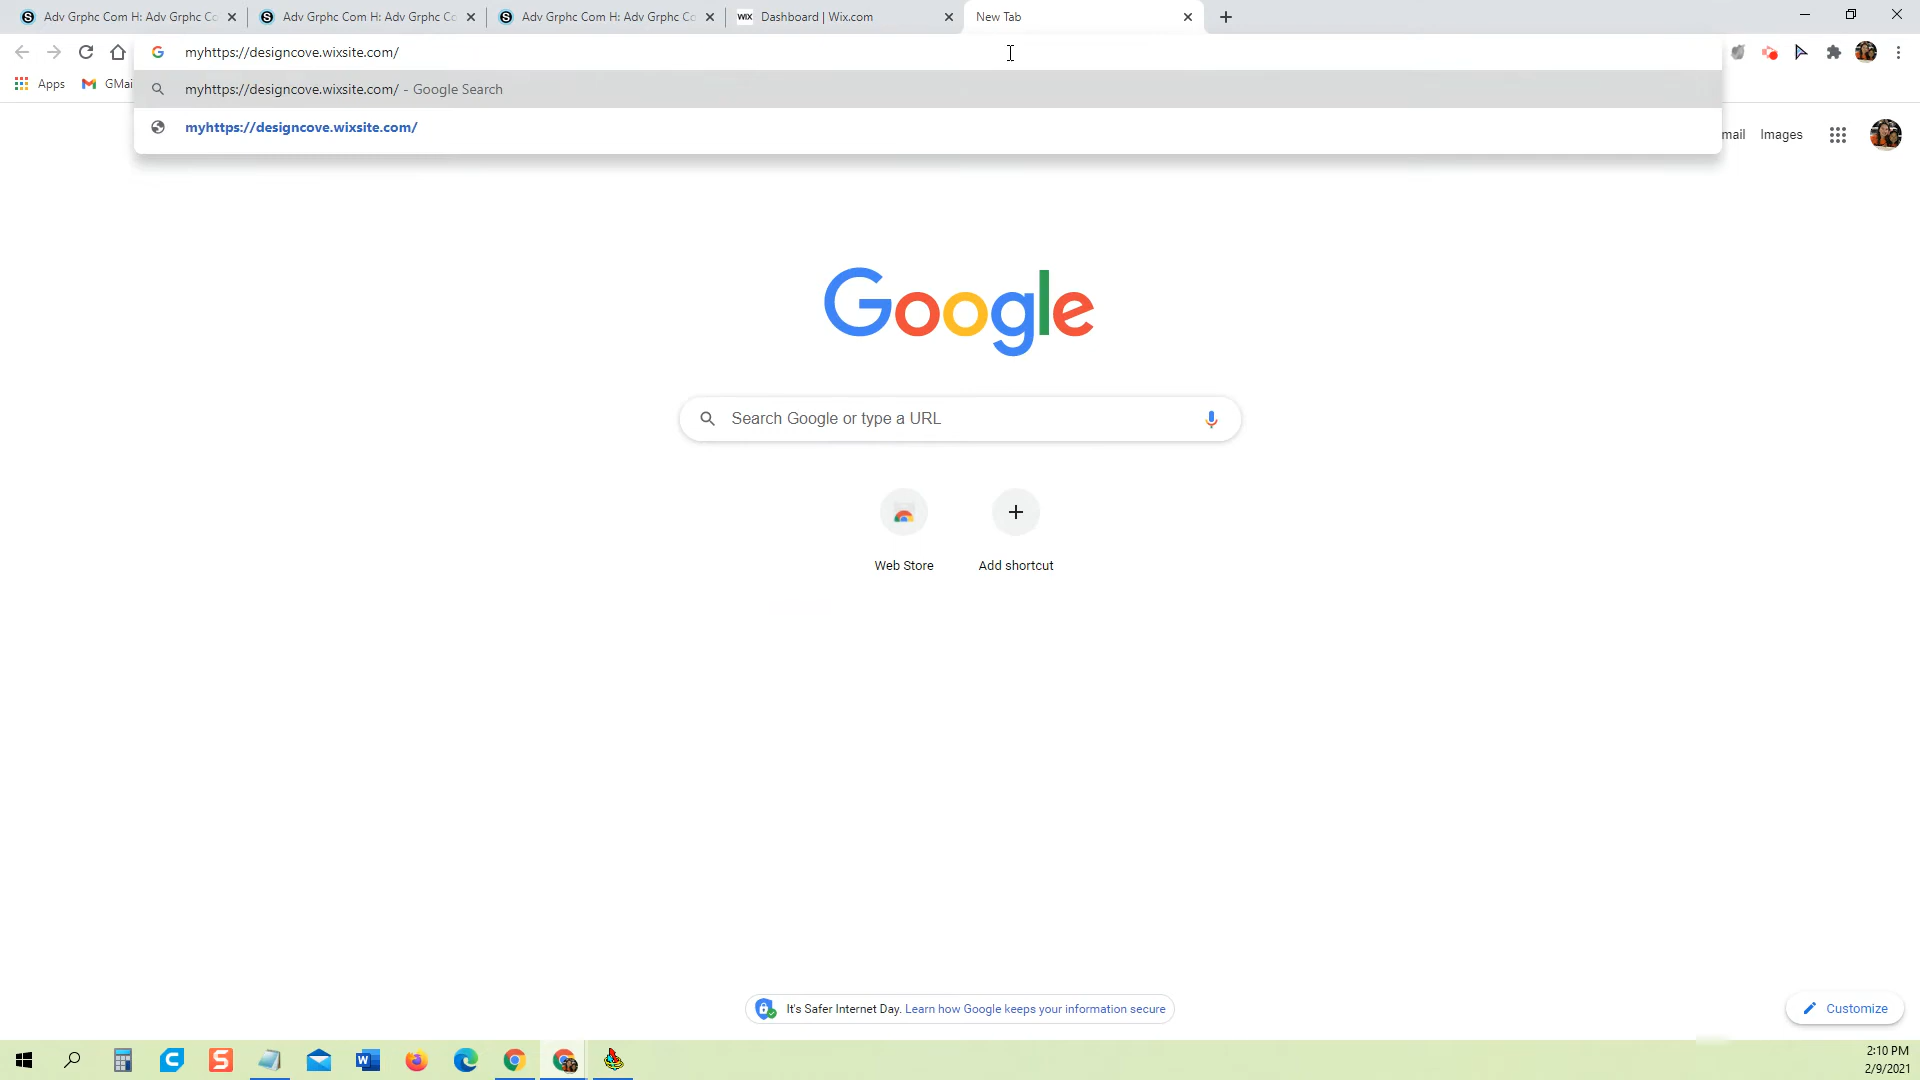 Adv Grphc Com H: Adv Grphc Co
Adv Grphc Com H: Adv Grphc Co
Adv Grphc Com H: Adv Grphc Co
WIX Dashboard | Wix.com
New Tab
myhttps://designcove.wixsite.com/
Apps
GMai
myhttps://designcove.wixsite.com/ - Google Search
myhttps://designcove.wixsite.com/
mail Images
Google
Search Google or type a URL
Web Store
Add shortcut
It's Safer Internet Day. Learn how Google keeps your information secure
Customize
2:10 PM
2/9/2021